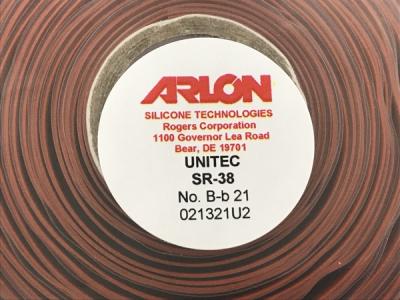 ARLON
SILICONE TECHNOLOGIES
Rogers Corporation
1100 Governor Lea Road
Bear, DE 19701
UNITEC
SR-38
No. B-b 21
021321U2